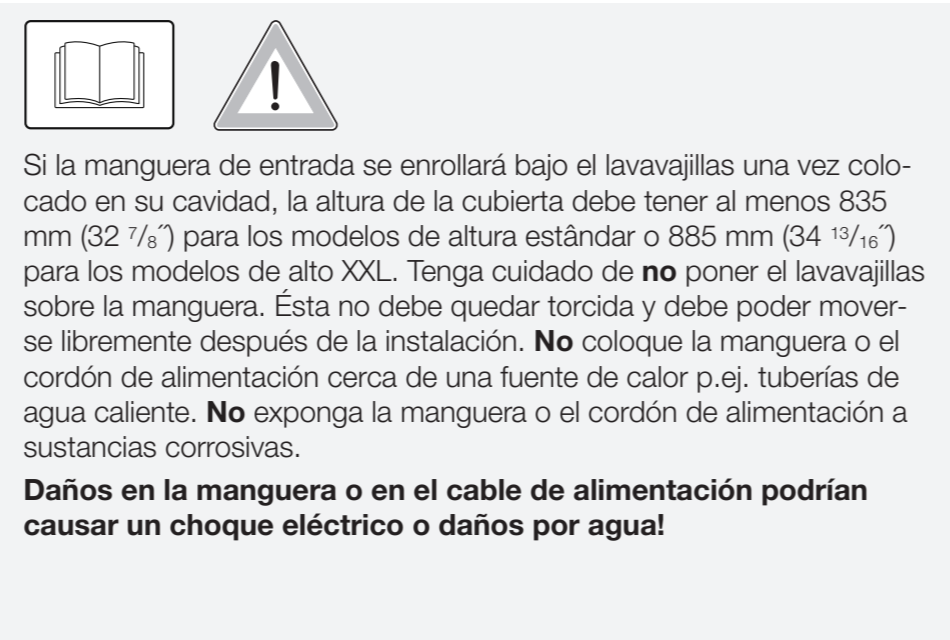 Si la manguera de entrada se enrollará bajo el lavavajillas una vez colo-
cado en su cavidad, la altura de la cubierta debe tener al menos 835
mm (32 ⁷/₈˝) para los modelos de altura estândar o 885 mm (34 ¹³/₁₆˝)
para los modelos de alto XXL. Tenga cuidado de no poner el lavavajillas
sobre la manguera. Ésta no debe quedar torcida y debe poder mover-
se libremente después de la instalación. No coloque la manguera o el
cordón de alimentación cerca de una fuente de calor p.ej. tuberías de
agua caliente. No exponga la manguera o el cordón de alimentación a
sustancias corrosivas.
Daños en la manguera o en el cable de alimentación podrían
causar un choque eléctrico o daños por agua!